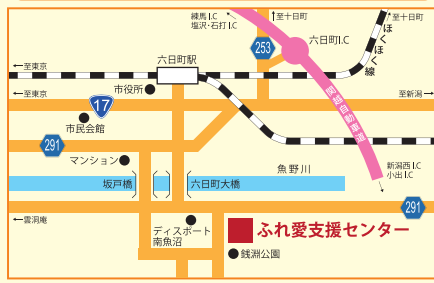 練馬I.C
塩沢・石打I.C
↑至十日町
↑至十日町
253
六日町I.C
ほくほく線
←至東京
六日町駅
市役所
←至東京
17
至新潟→
市民会館
関越自動車道
291
マンション
魚野川
新潟西I.C
小出I.C
坂戸橋
六日町大橋
291
←雲洞庵
ディスポート
南魚沼
ふれ愛支援センター
銭淵公園